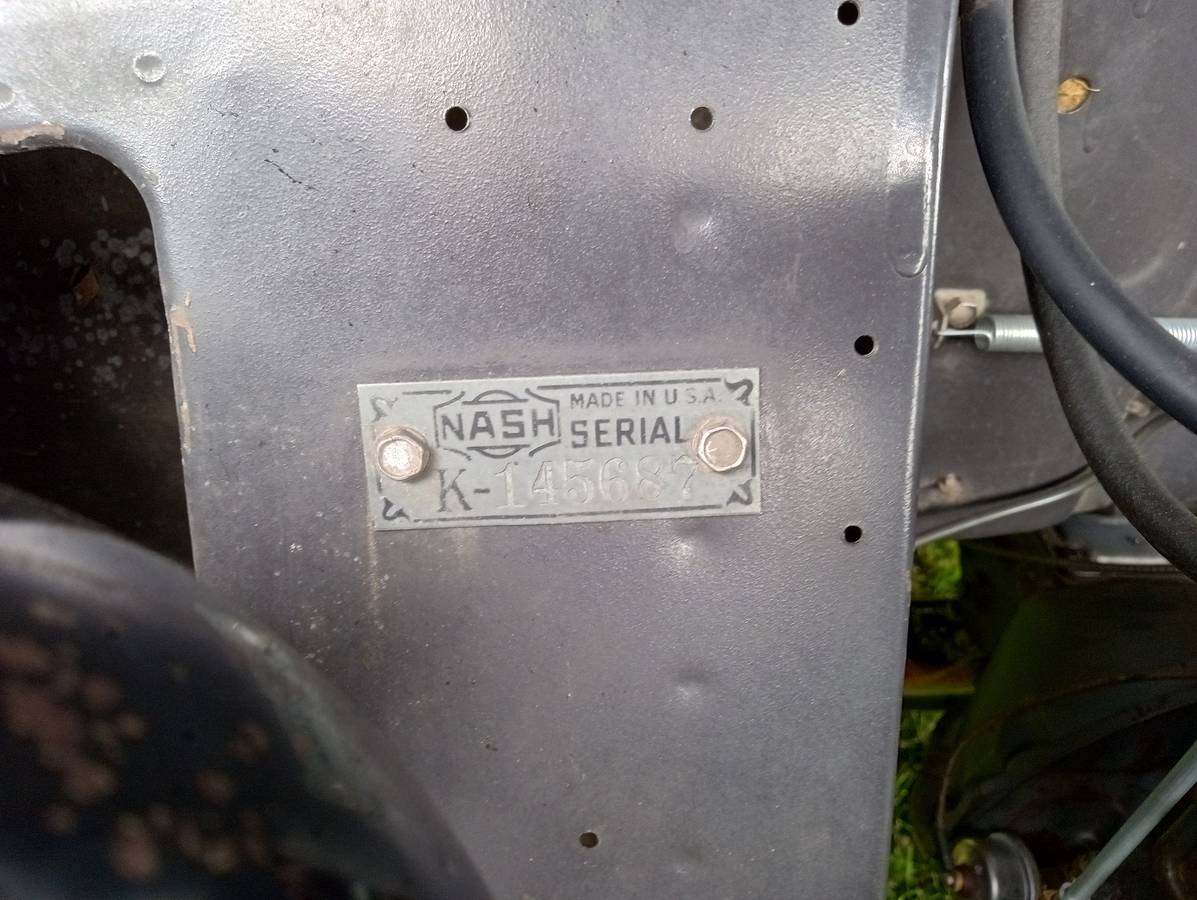 NASH
MADE IN U.S.A.
SERIAL
K-145687